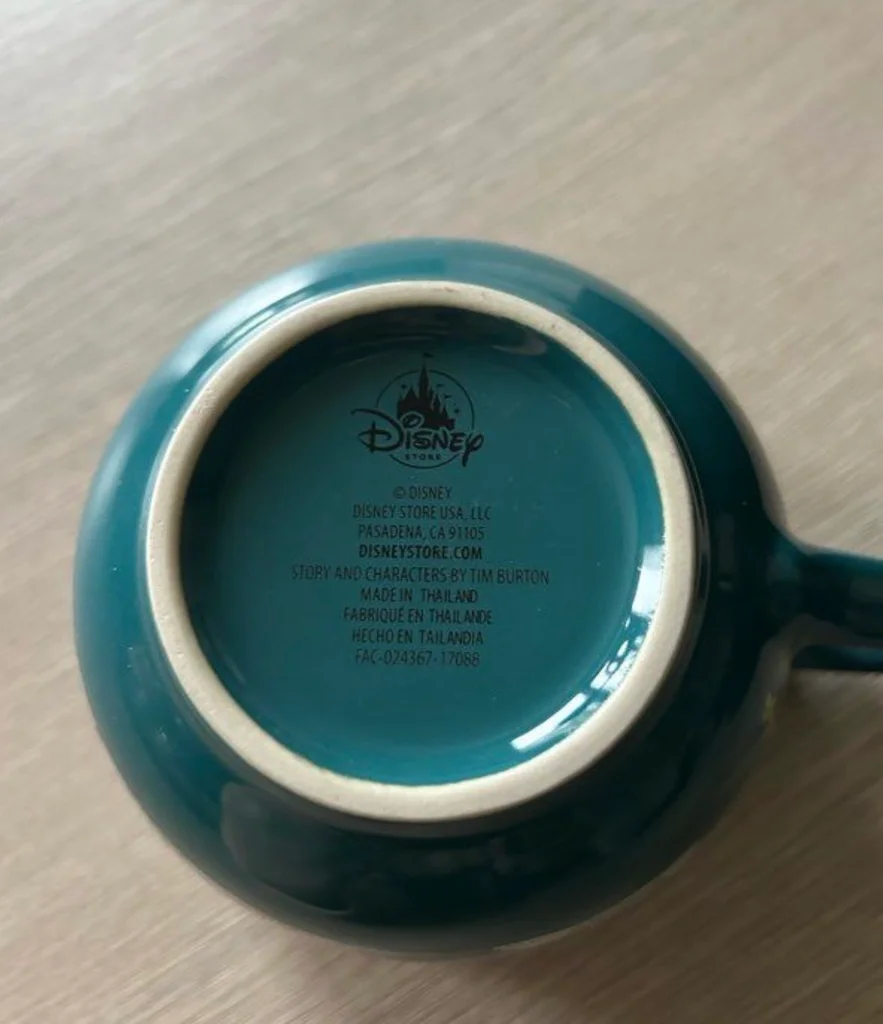 Disney
STORE
© DISNEY
DISNEY STORE USA, LLC
PASADENA, CA 91105
DISNEYSTORE.COM
STORY AND CHARACTERS BY TIM BURTON
MADE IN THAILAND
FABRIQUÉ EN THAILANDE
HECHO EN TAILANDIA
FAC-024367-17088